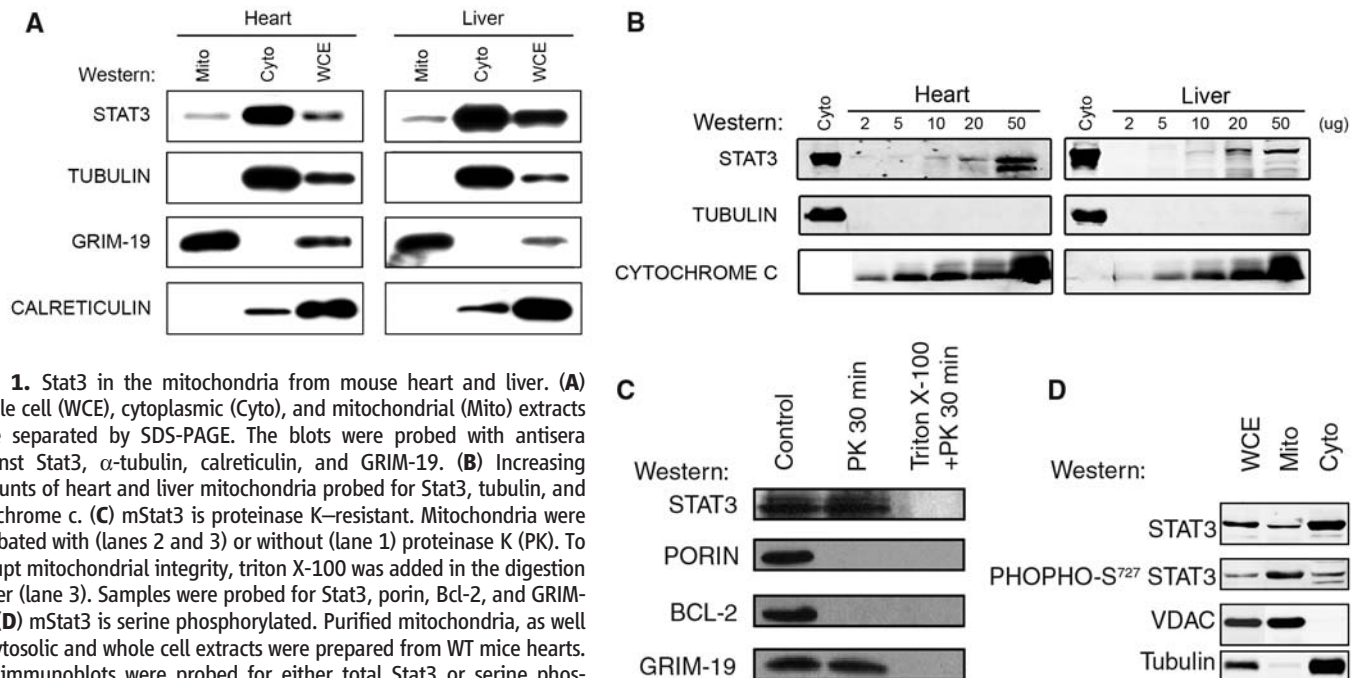 A
Heart
Liver
Western:
Mito
Cyto
WCE
Mito
Cyto
WCE
STAT3
TUBULIN
GRIM-19
CALRETICULIN
B
Heart
Liver
Western:
Cyto
2 5 10 20 50
Cyto
2 5 10 20 50 (ug)
STAT3
TUBULIN
CYTOCHROME C
1. Stat3 in the mitochondria from mouse heart and liver. (A)
cell (WCE), cytoplasmic (Cyto), and mitochondrial (Mito) extracts
separated by SDS-PAGE. The blots were probed with antisera
Stat3, α-tubulin, calreticulin, and GRIM-19. (B) Increasing
of heart and liver mitochondria probed for Stat3, tubulin, and
c. (C) mStat3 is proteinase K–resistant. Mitochondria were
with (lanes 2 and 3) or without (lane 1) proteinase K (PK). To
mitochondrial integrity, triton X-100 was added in the digestion
(lane 3). Samples were probed for Stat3, porin, Bcl-2, and GRIM-
(D) mStat3 is serine phosphorylated. Purified mitochondria, as well
cytosolic and whole cell extracts were prepared from WT mice hearts.
immunoblots were probed for either total Stat3 or serine phos-
C
Western:
Control
PK 30 min
Triton X-100
+PK 30 min
STAT3
PORIN
BCL-2
GRIM-19
D
Western:
WCE
Mito
Cyto
STAT3
PHOPHO-S727 STAT3
VDAC
Tubulin